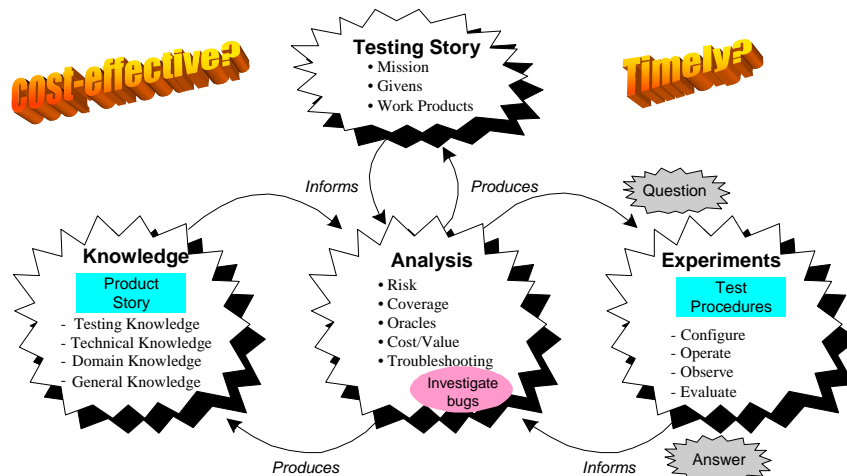 Cost-effective?
Testing Story
• Mission
• Givens
• Work Products
Timely?
Informs
Produces
Question
Knowledge
Product
Story
- Testing Knowledge
- Technical Knowledge
- Domain Knowledge
- General Knowledge
Analysis
• Risk
• Coverage
• Oracles
• Cost/Value
• Troubleshooting
Investigate
bugs
Experiments
Test
Procedures
- Configure
- Operate
- Observe
- Evaluate
Produces
Informs
Answer